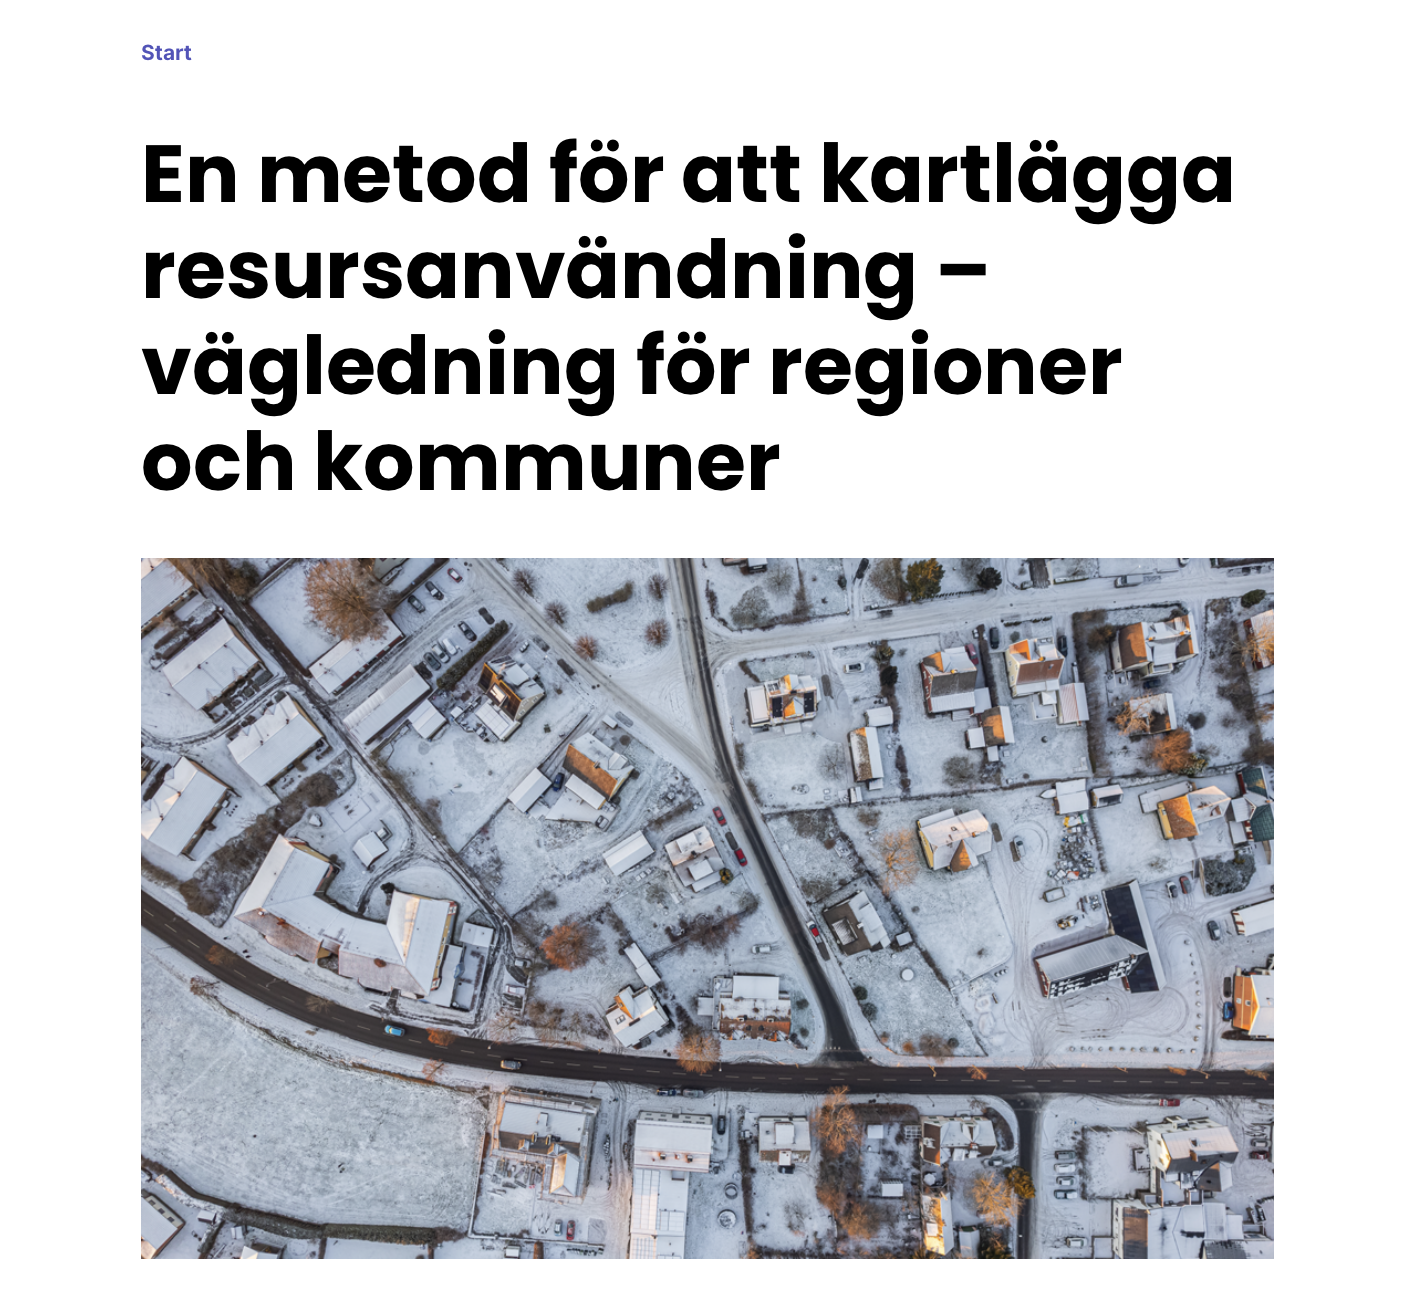 Start
En metod för att kartlägga
resursanvändning –
vägledning för regioner
och kommuner